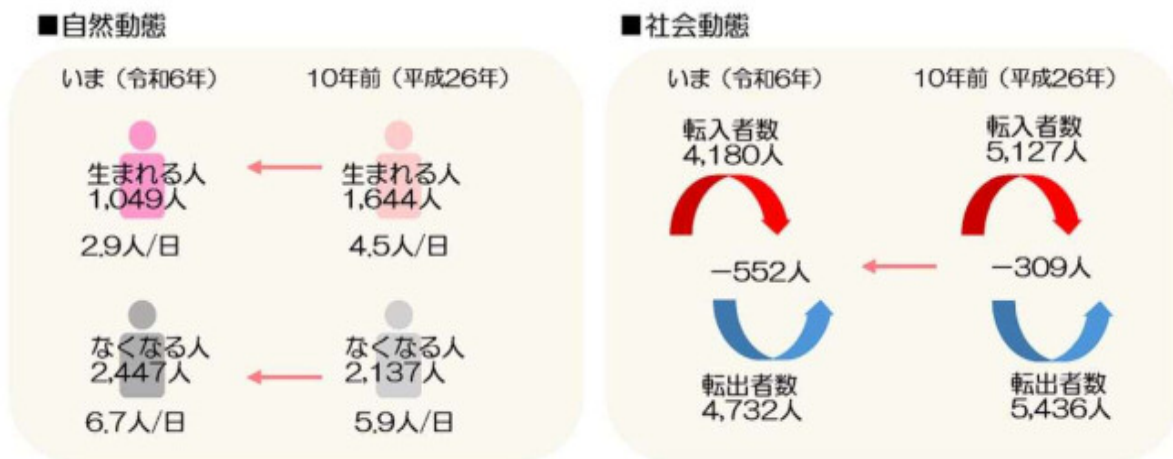 ■自然動態
いま（令和6年） 10年前（平成26年）
生まれる人 生まれる人
1,049人 1,644人
2.9人/日 4.5人/日
なくなる人 なくなる人
2,447人 2,137人
6.7人/日 5.9人/日
■社会動態
いま（令和6年） 10年前（平成26年）
転入者数 転入者数
4,180人 5,127人
－552人 －309人
転出者数 転出者数
4,732人 5,436人